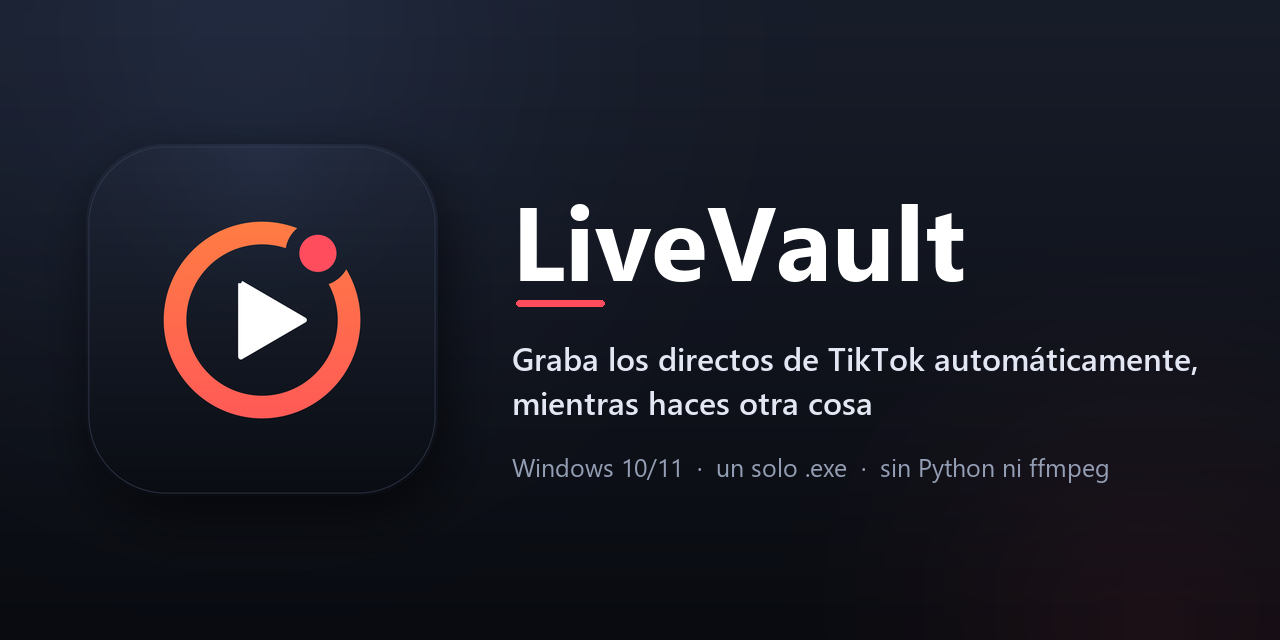 LiveVault
Graba los directos de TikTok automáticamente,
mientras haces otra cosa
Windows 10/11 · un solo .exe · sin Python ni ffmpeg